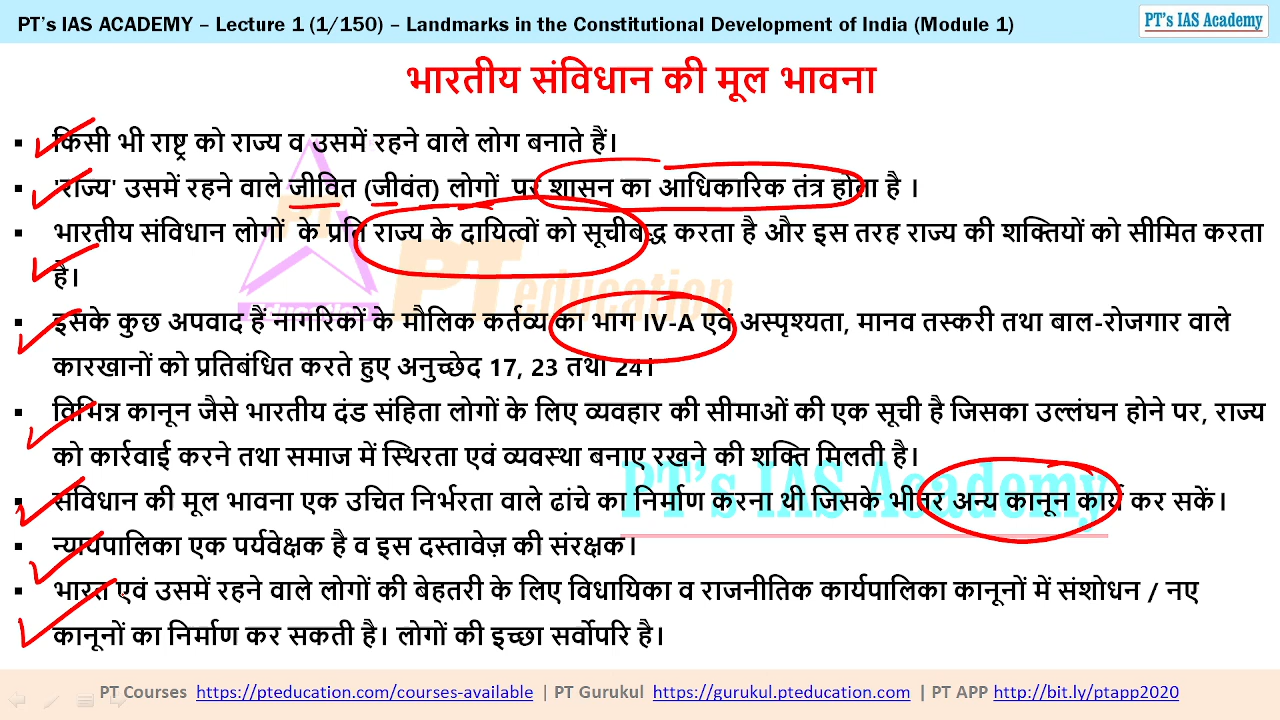 PT's IAS ACADEMY – Lecture 1 (1/150) – Landmarks in the Constitutional Development of India (Module 1)
PT's IAS Academy
भारतीय संविधान की मूल भावना
▪ किसी भी राष्ट्र को राज्य व उसमें रहने वाले लोग बनाते हैं।
▪ 'राज्य' उसमें रहने वाले जीवित (जीवंत) लोगों पर शासन का आधिकारिक तंत्र होता है ।
▪ भारतीय संविधान लोगों के प्रति राज्य के दायित्वों को सूचीबद्ध करता है और इस तरह राज्य की शक्तियों को सीमित करता
है।
▪ इसके कुछ अपवाद हैं नागरिकों के मौलिक कर्तव्य का भाग IV-A एवं अस्पृश्यता, मानव तस्करी तथा बाल-रोजगार वाले
कारखानों को प्रतिबंधित करते हुए अनुच्छेद 17, 23 तथा 24।
▪ विभिन्न कानून जैसे भारतीय दंड संहिता लोगों के लिए व्यवहार की सीमाओं की एक सूची है जिसका उल्लंघन होने पर, राज्य
को कार्रवाई करने तथा समाज में स्थिरता एवं व्यवस्था बनाए रखने की शक्ति मिलती है।
▪ संविधान की मूल भावना एक उचित निर्भरता वाले ढांचे का निर्माण करना थी जिसके भीतर अन्य कानून कार्य कर सकें।
▪ न्यायपालिका एक पर्यवेक्षक है व इस दस्तावेज़ की संरक्षक।
▪ भारत एवं उसमें रहने वाले लोगों की बेहतरी के लिए विधायिका व राजनीतिक कार्यपालिका कानूनों में संशोधन / नए
कानूनों का निर्माण कर सकती है। लोगों की इच्छा सर्वोपरि है।
PT education
PT's IAS Academy
PT Courses https://pteducation.com/courses-available | PT Gurukul https://gurukul.pteducation.com | PT APP http://bit.ly/ptapp2020